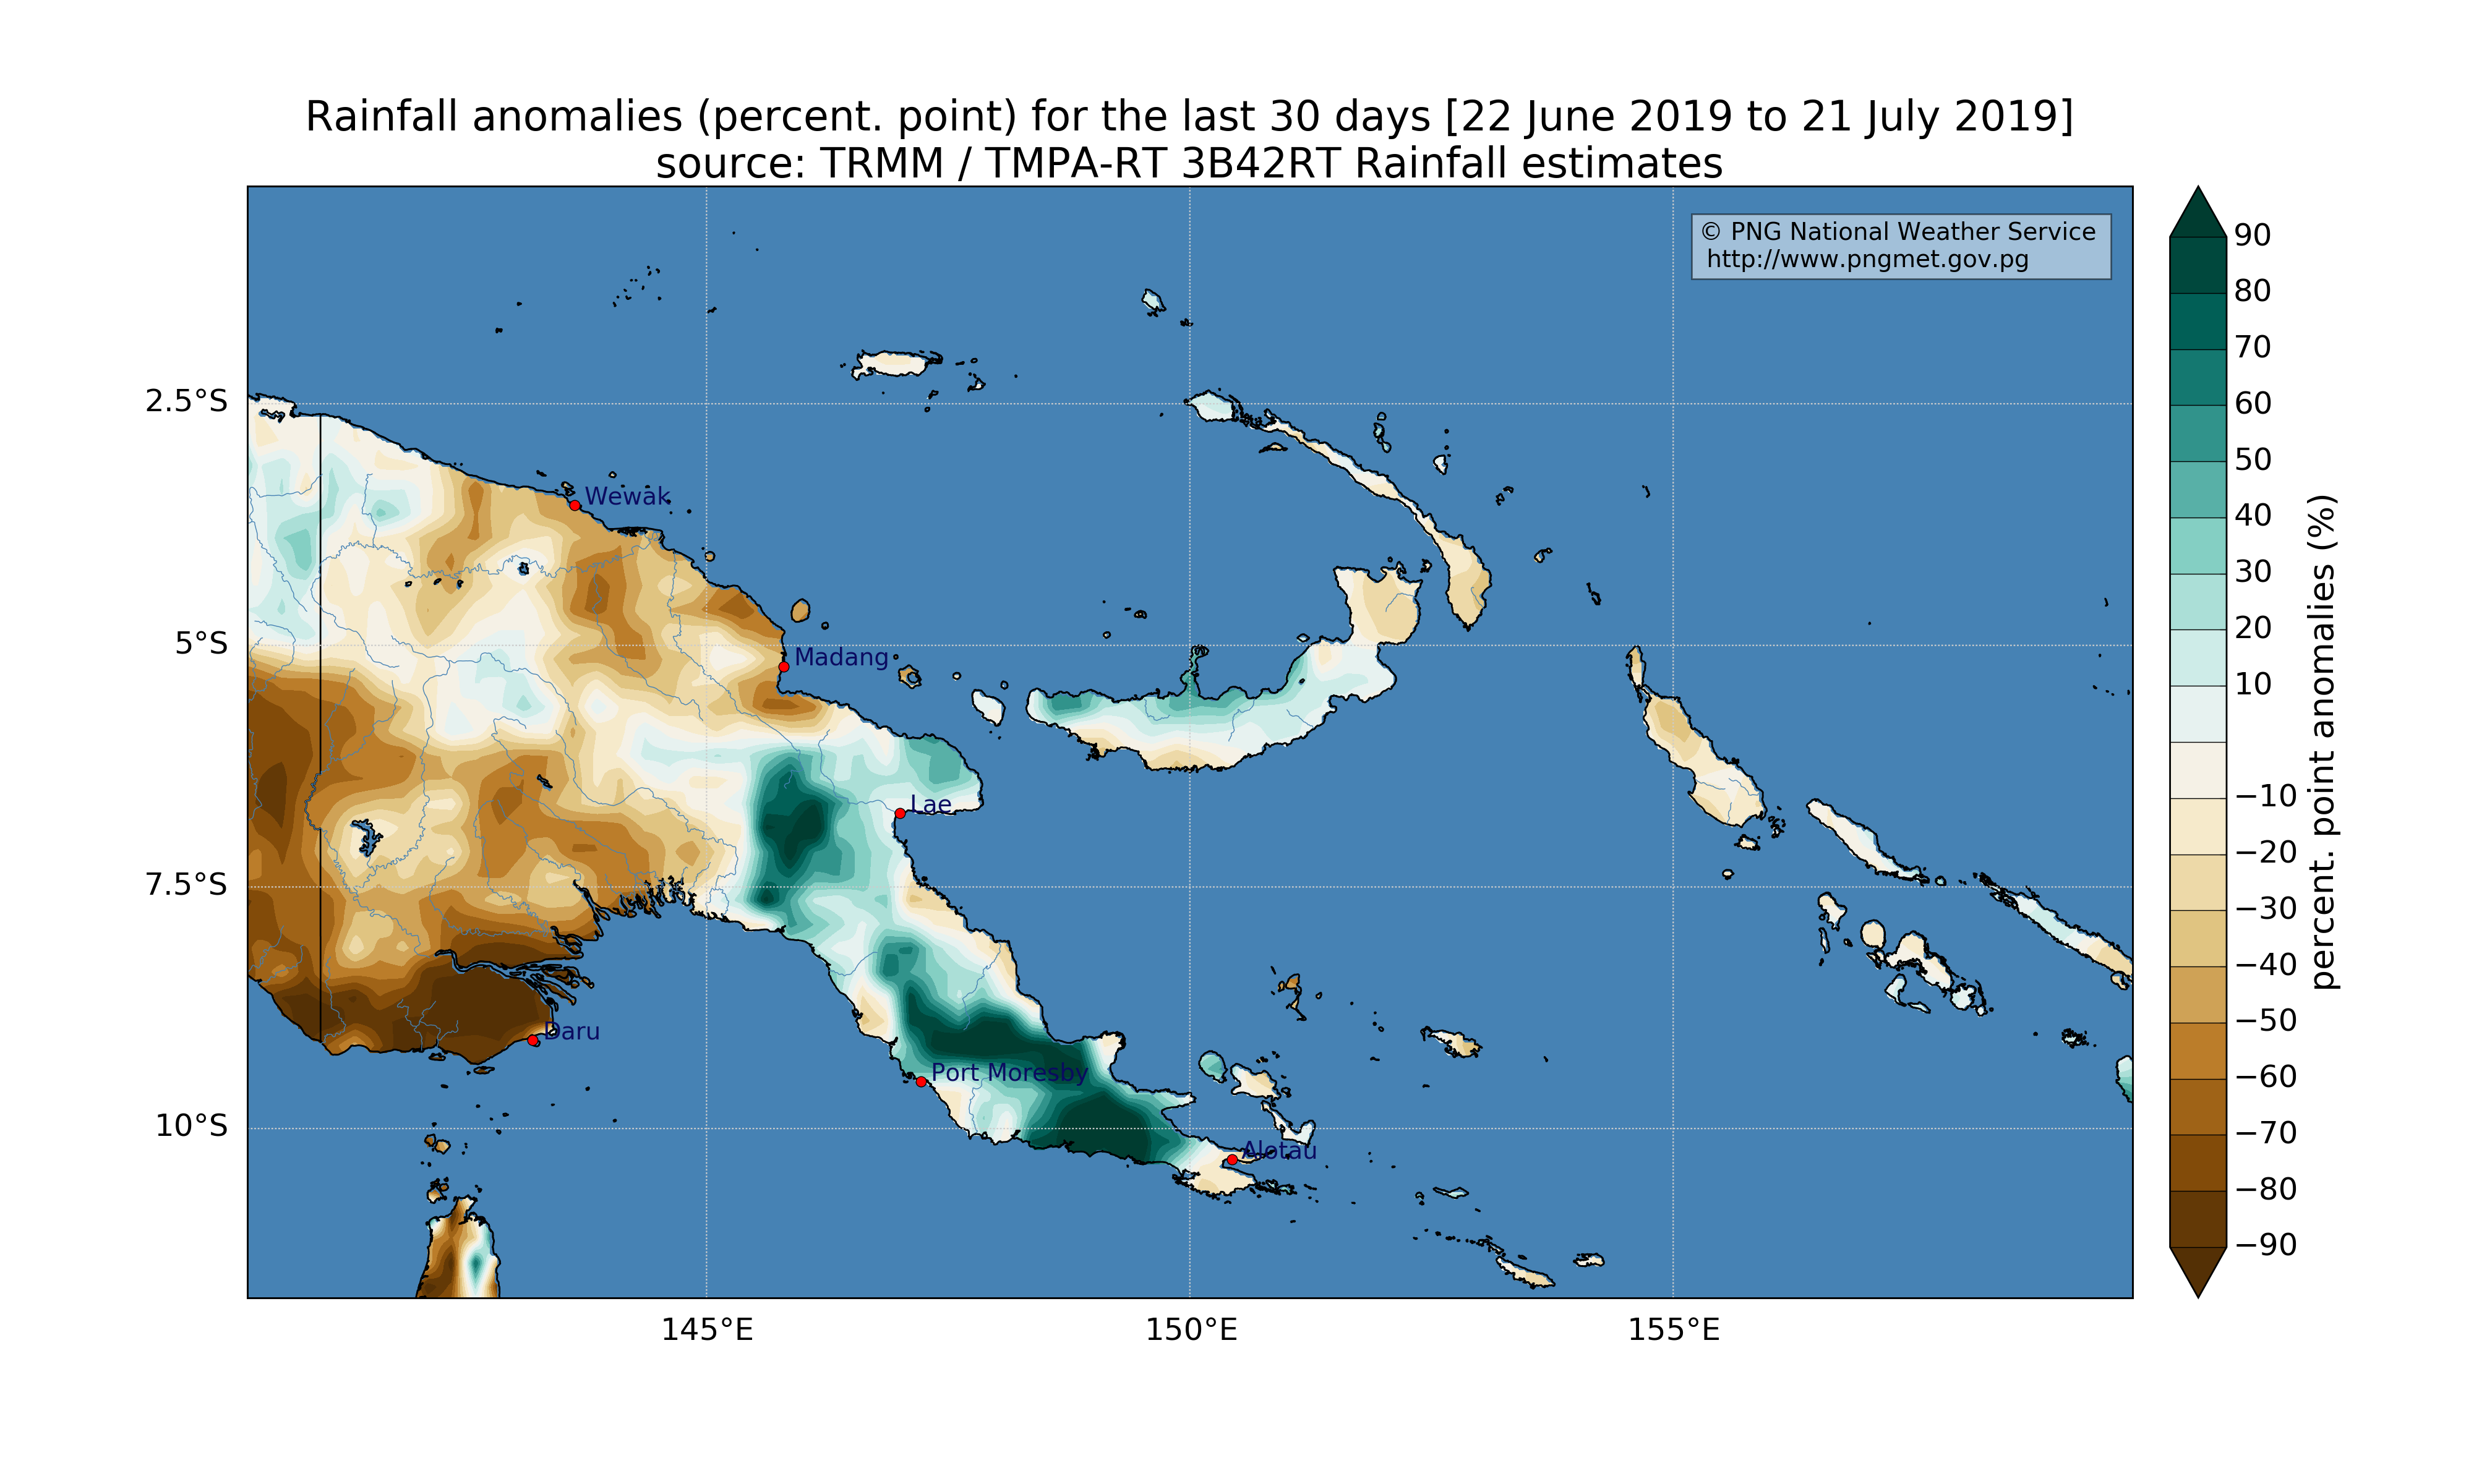 Rainfall anomalies (percent. point) for the last 30 days [22 June 2019 to 21 July 2019]
source: TRMM / TMPA-RT 3B42RT Rainfall estimates
© PNG National Weather Service
http://www.pngmet.gov.pg
2.5°S
5°S
7.5°S
10°S
Wewak
Madang
Lae
Daru
Port Moresby
Alotau
145°E
150°E
155°E
90
80
70
60
50
40
30
20
10
−10
−20
−30
−40
−50
−60
−70
−80
−90
percent. point anomalies (%)